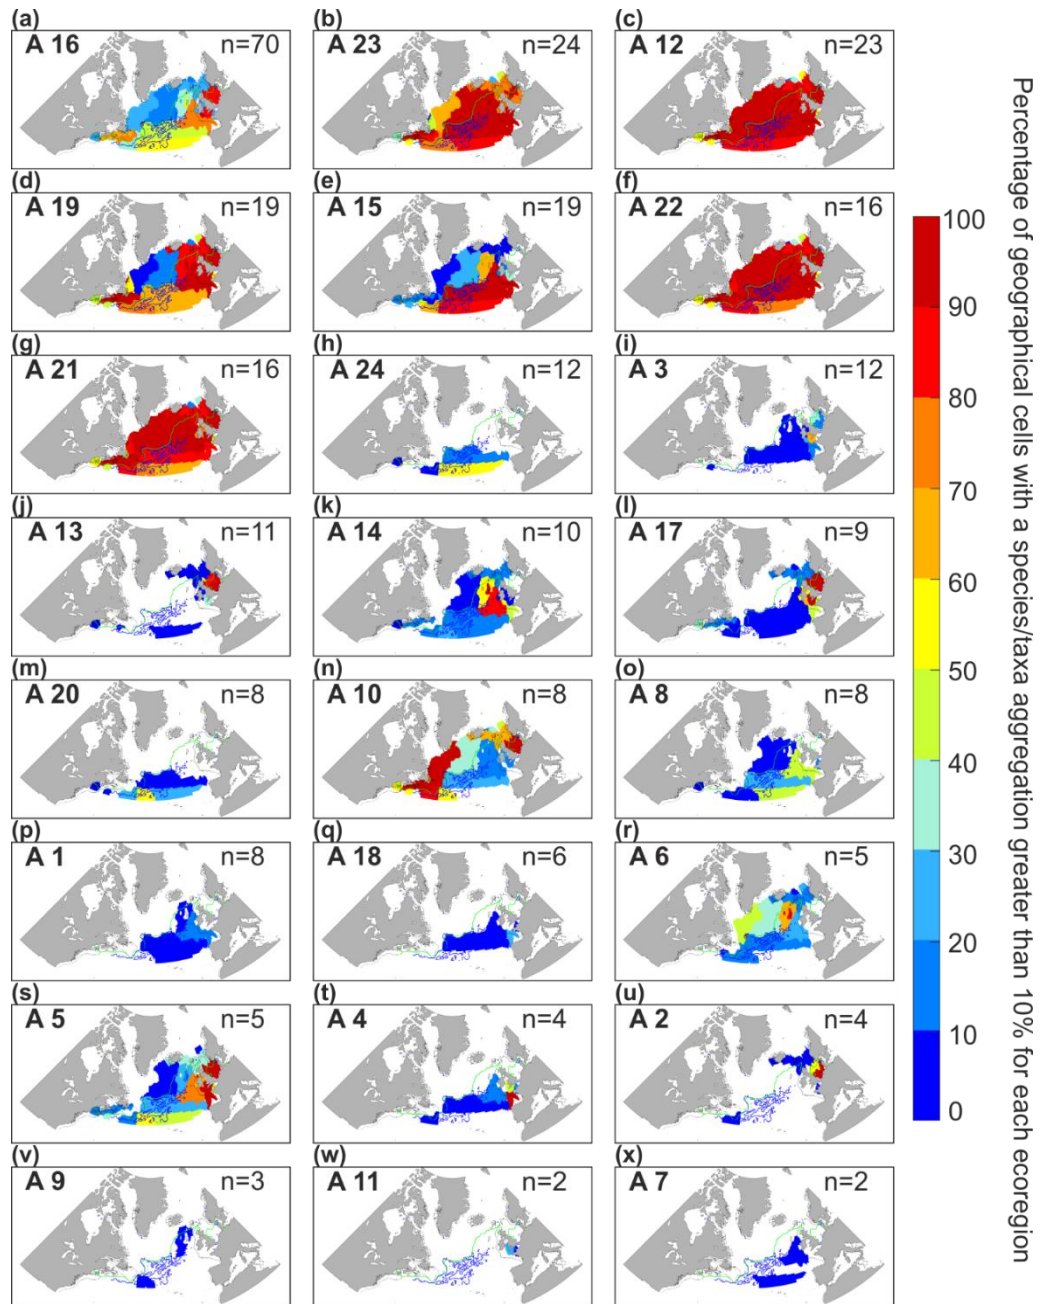 (a) (b) (c)
A 16 n=70 A 23 n=24 A 12 n=23
(d) (e) (f)
A 19 n=19 A 15 n=19 A 22 n=16
(g) (h) (i)
A 21 n=16 A 24 n=12 A 3 n=12
(j) (k) (l)
A 13 n=11 A 14 n=10 A 17 n=9
(m) (n) (o)
A 20 n=8 A 10 n=8 A 8 n=8
(p) (q) (r)
A 1 n=8 A 18 n=6 A 6 n=5
(s) (t) (u)
A 5 n=5 A 4 n=4 A 2 n=4
(v) (w) (x)
A 9 n=3 A 11 n=2 A 7 n=2
100
90
80
70
60
50
40
30
20
10
0
Percentage of geographical cells with a species/taxa aggregation greater than 10% for each ecoregion